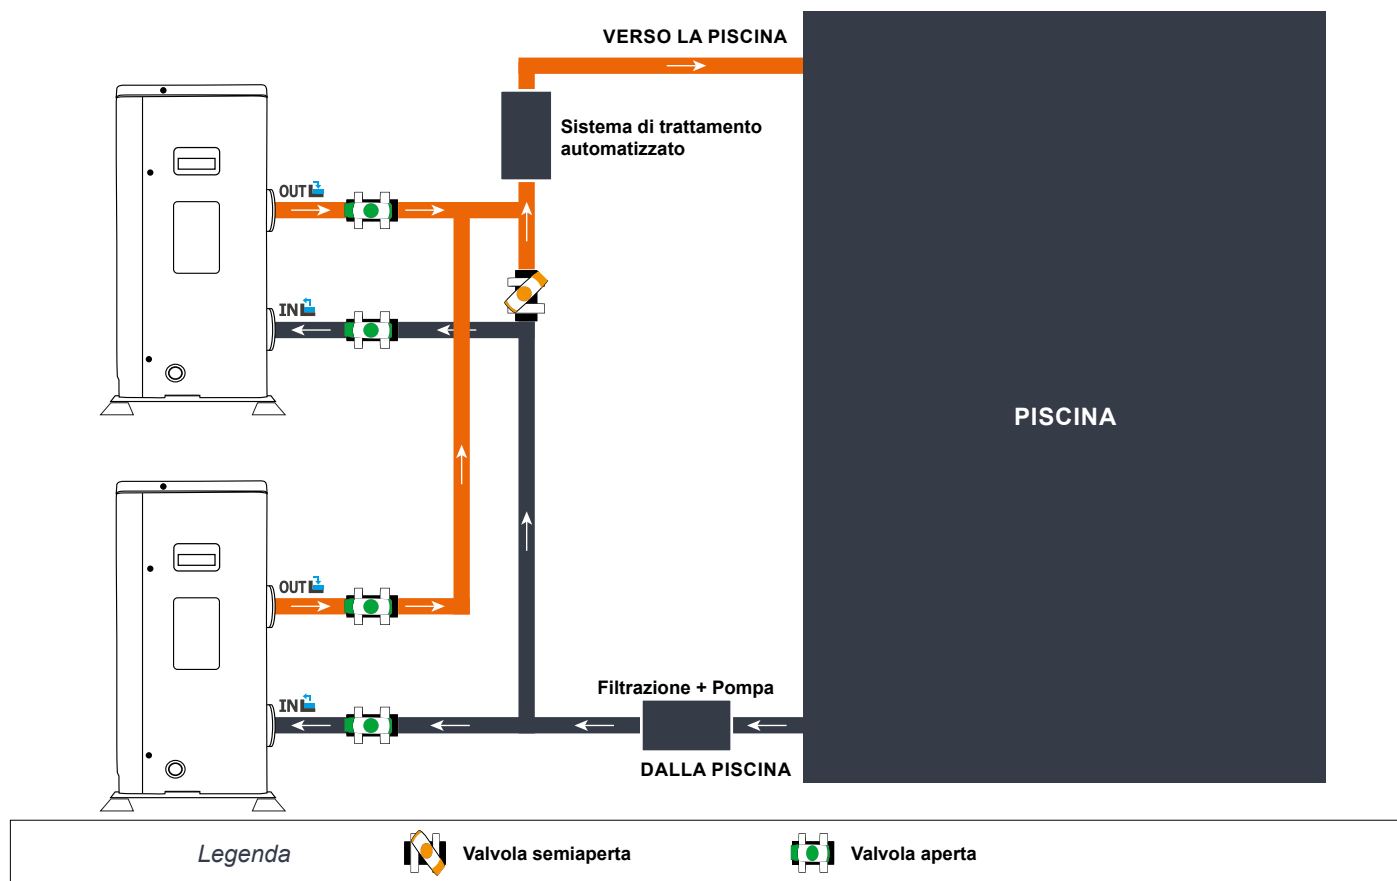 VERSO LA PISCINA
Sistema di trattamento
automatizzato
OUT
IN
PISCINA
OUT
IN
Filtrazione + Pompa
DALLA PISCINA
Legenda
Valvola semiaperta
Valvola aperta